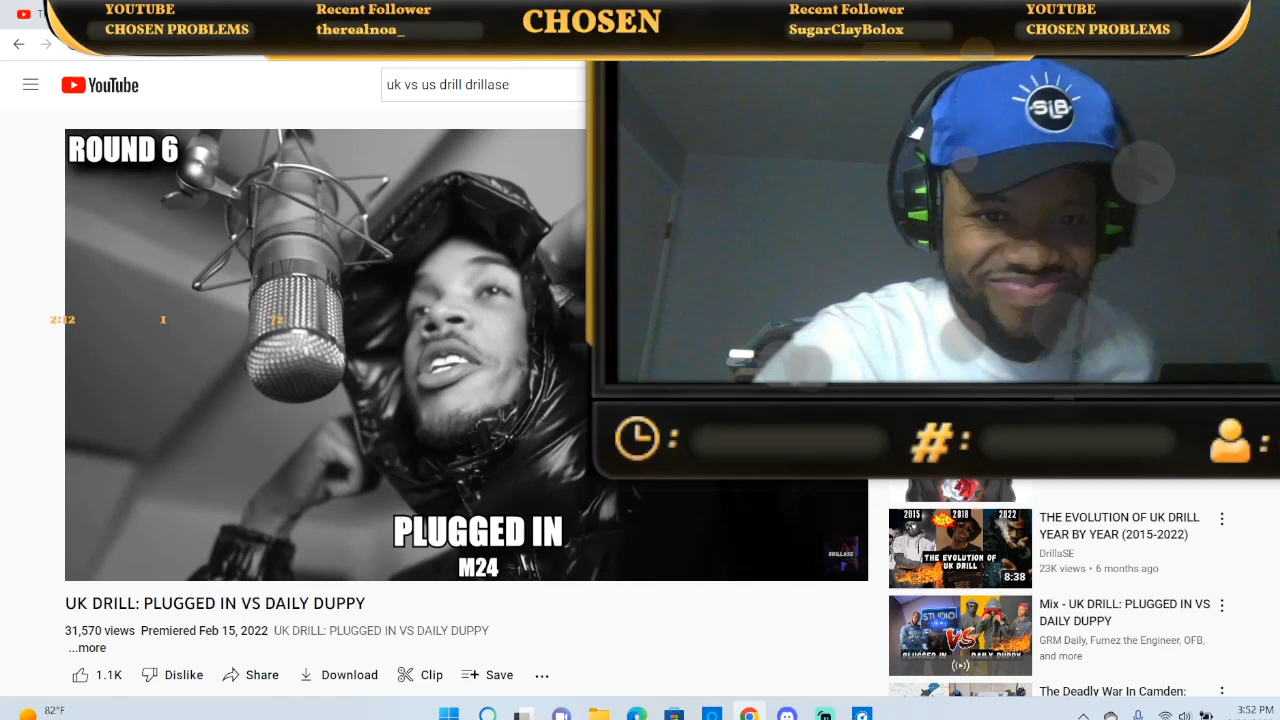 YOUTUBE
CHOSEN PROBLEMS
Recent Follower
therealnoa_
CHOSEN
Recent Follower
SugarClayBolox
YOUTUBE
CHOSEN PROBLEMS
YouTube
uk vs us drill drillase
SLB
ROUND 6
2:12
I
72
PLUGGED IN
M24
DRILLASE
:
# :
:
UK DRILL: PLUGGED IN VS DAILY DUPPY
31,570 views Premiered Feb 15, 2022 UK DRILL: PLUGGED IN VS DAILY DUPPY
...more
1.1K
Dislike
Share
Download
Clip
Save
2015
2018
2022
THE EVOLUTION OF
UK DRILL
8:38
THE EVOLUTION OF UK DRILL
YEAR BY YEAR (2015-2022)
DrillaSE
23K views • 6 months ago
STUDIO
VS
PLUGGED IN
DAILY DUPPY
Mix - UK DRILL: PLUGGED IN VS
DAILY DUPPY
GRM Daily, Fumez the Engineer, OFB,
and more
The Deadly War In Camden:
82°F
3:52 PM